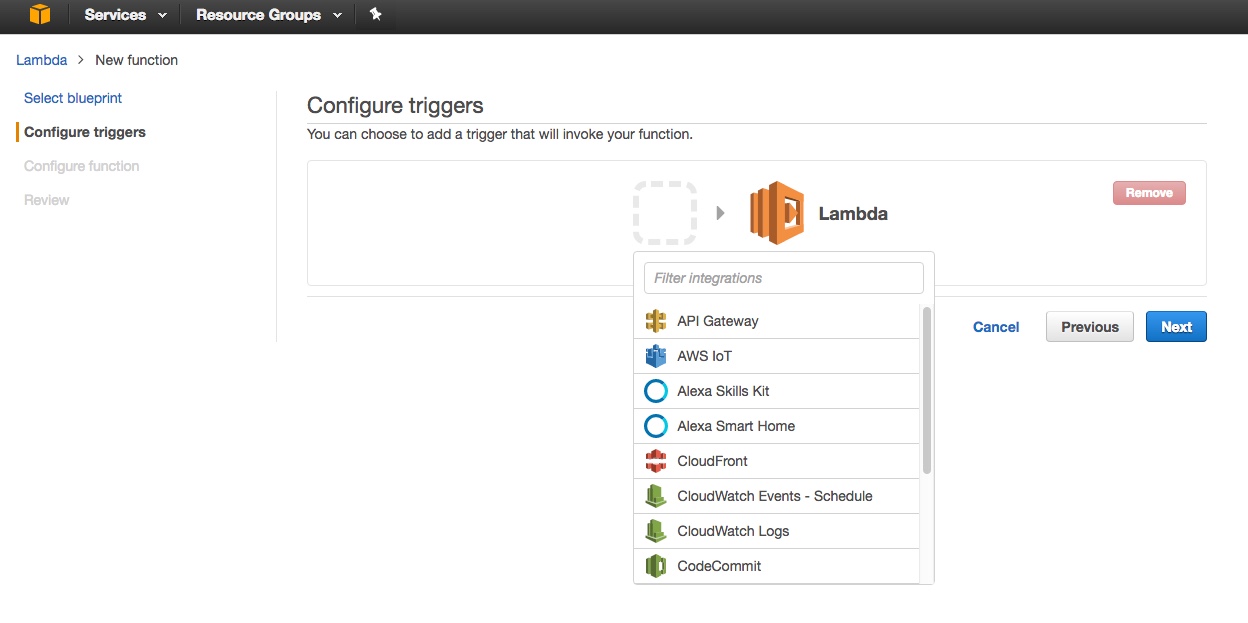 Services Resource Groups
Lambda > New function
Select blueprint
Configure triggers
Configure function
Review
Configure triggers
You can choose to add a trigger that will invoke your function.
Lambda
Remove
Filter integrations
API Gateway
AWS IoT
Alexa Skills Kit
Alexa Smart Home
CloudFront
CloudWatch Events - Schedule
CloudWatch Logs
CodeCommit
Cancel Previous Next